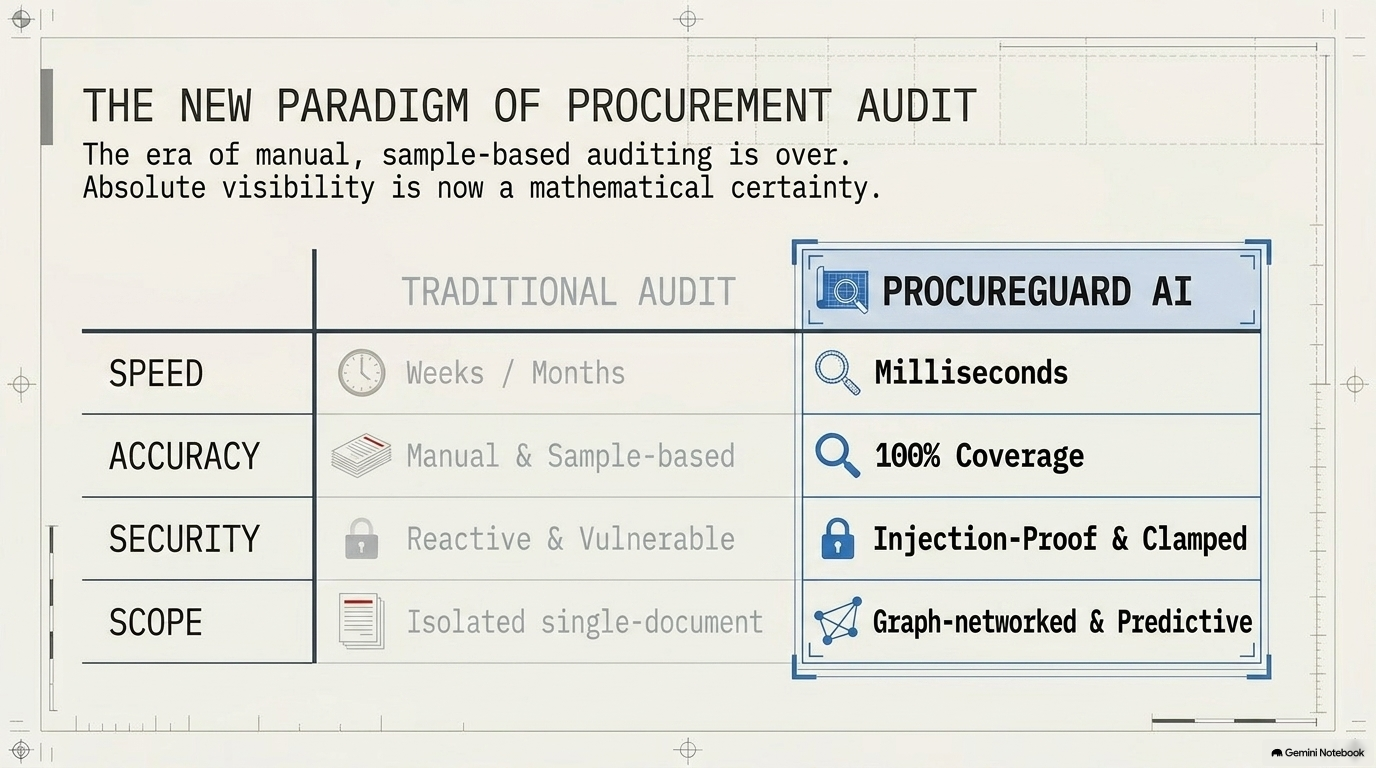 THE NEW PARADIGM OF PROCUREMENT AUDIT
The era of manual, sample-based auditing is over.
Absolute visibility is now a mathematical certainty.
TRADITIONAL AUDIT
PROCUREGUARD AI
SPEED
Weeks / Months
Milliseconds
ACCURACY
Manual & Sample-based
100% Coverage
SECURITY
Reactive & Vulnerable
Injection-Proof & Clamped
SCOPE
Isolated single-document
Graph-networked & Predictive
Gemini Notebook